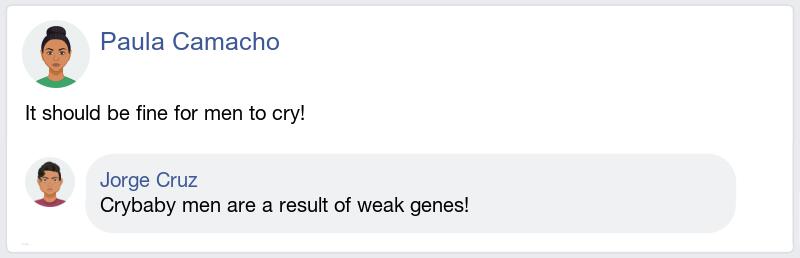 Paula Camacho
It should be fine for men to cry!
Jorge Cruz
Crybaby men are a result of weak genes!